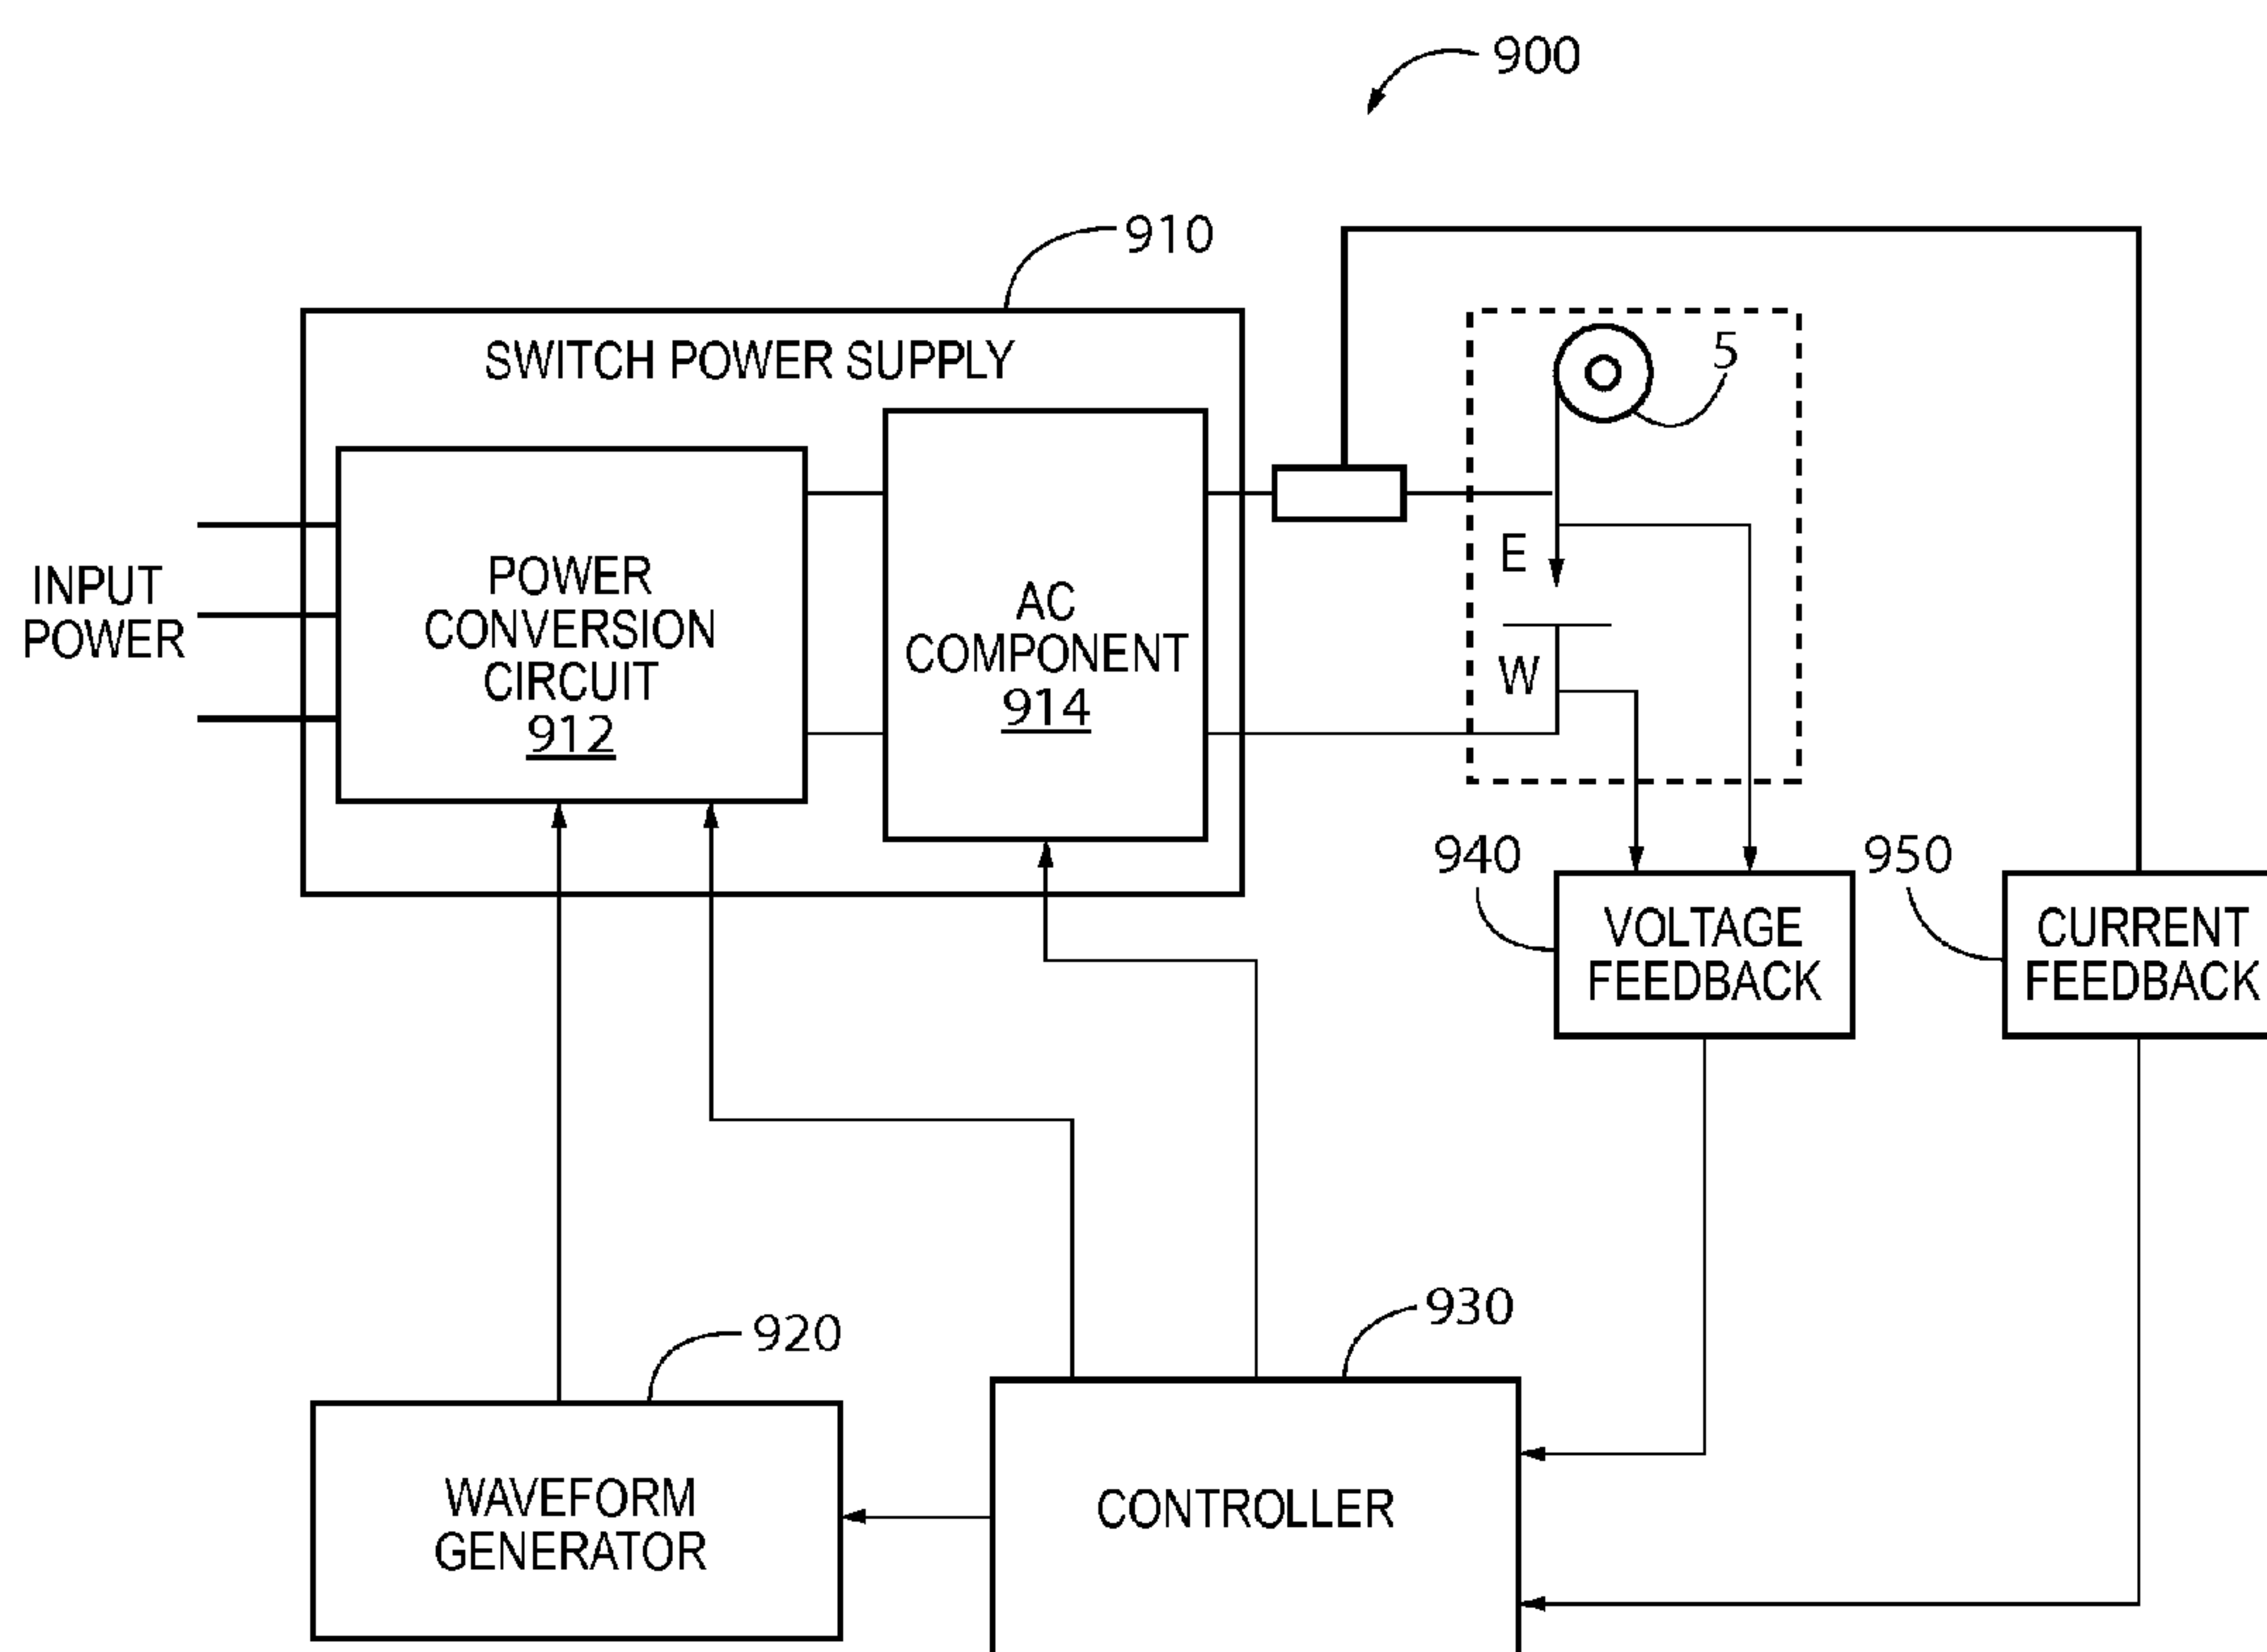 900
910
SWITCH POWER SUPPLY
5
INPUT
POWER
POWER
CONVERSION
CIRCUIT
912
AC
COMPONENT
914
E
W
940
950
VOLTAGE
FEEDBACK
CURRENT
FEEDBACK
920
930
WAVEFORM
GENERATOR
CONTROLLER